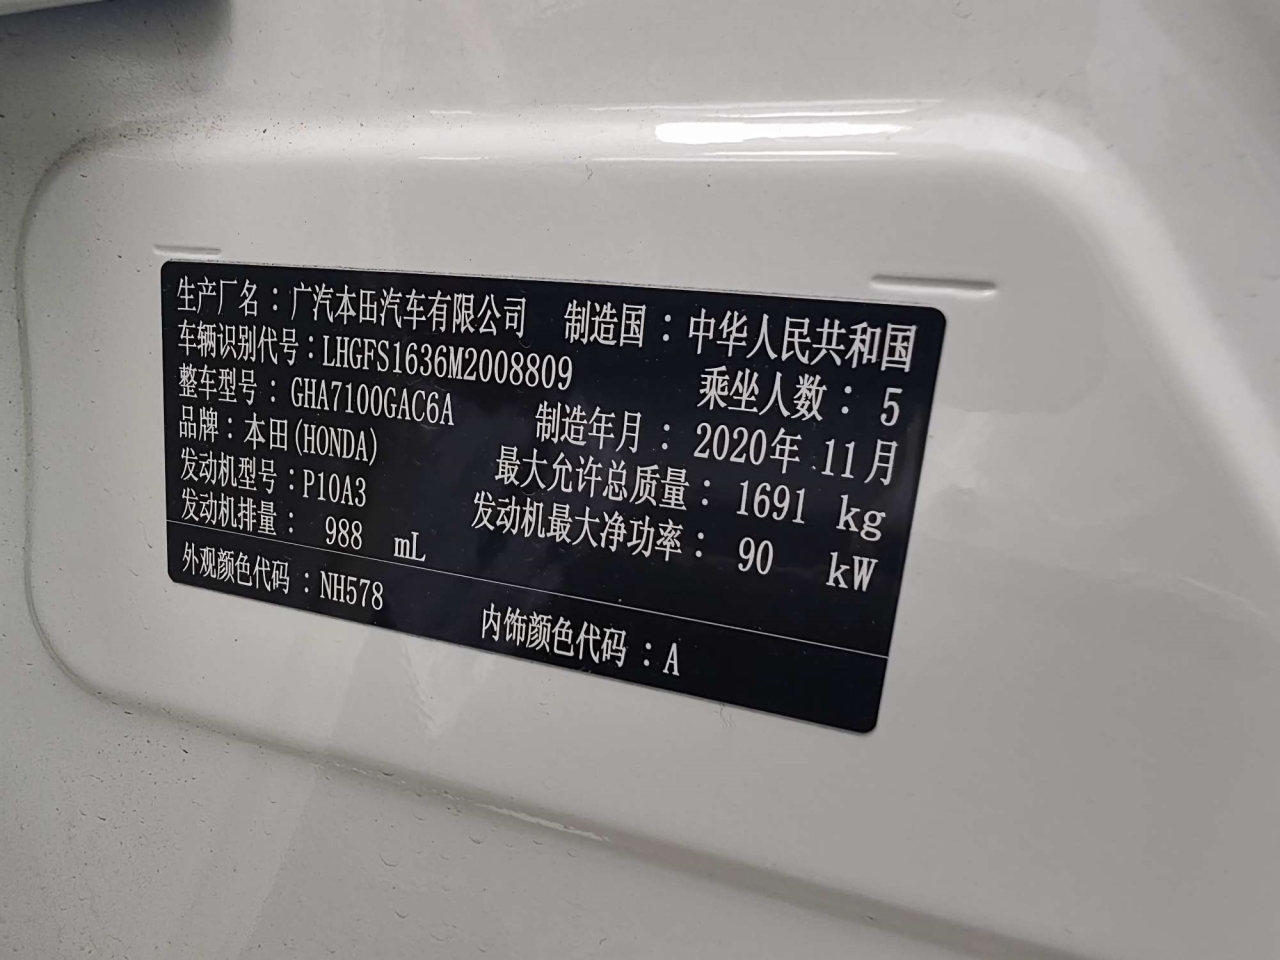 生产厂名：广汽本田汽车有限公司 制造国：中华人民共和国
车辆识别代号：LHGFS1636M2008809 乘坐人数：5
整车型号：GHA7100GAC6A 制造年月：2020年 11月
品牌：本田(HONDA) 最大允许总质量：1691 kg
发动机型号：P10A3 发动机最大净功率：90 kW
发动机排量：988 mL
外观颜色代码：NH578 内饰颜色代码：A